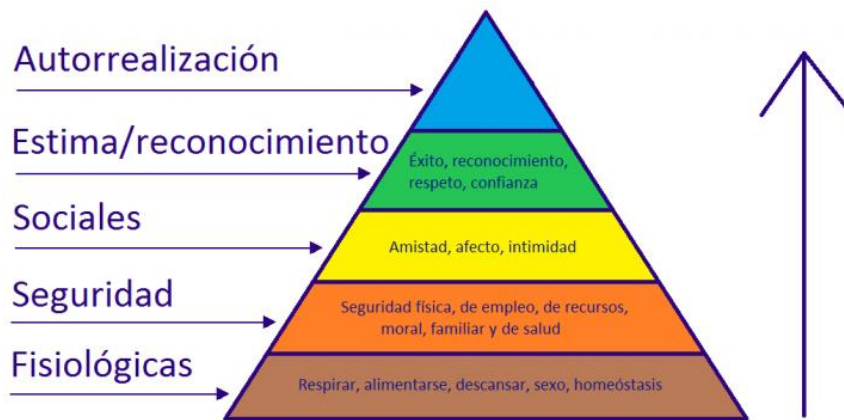 Autorrealización
Estima/reconocimiento
Éxito, reconocimiento,
respeto, confianza
Sociales
Amistad, afecto, intimidad
Seguridad
Seguridad física, de empleo, de recursos,
moral, familiar y de salud
Fisiológicas
Respirar, alimentarse, descansar, sexo, homeóstasis